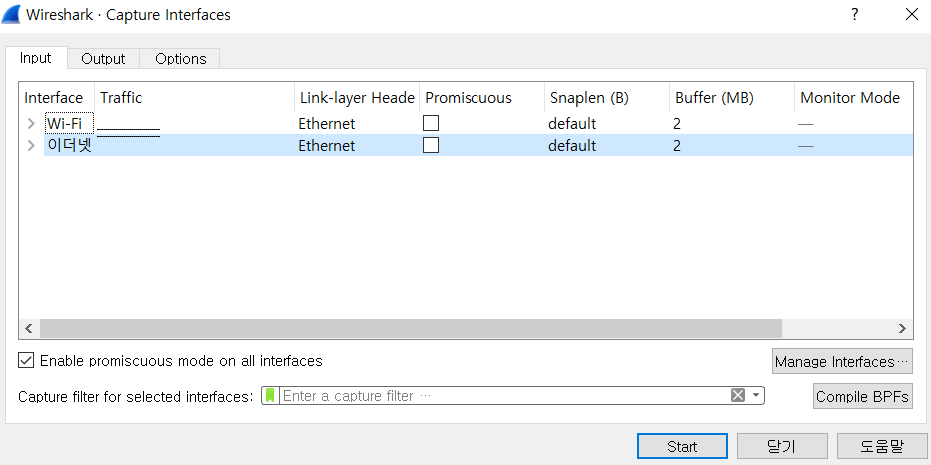 Wireshark · Capture Interfaces
Input Output Options
Interface Traffic Link-layer Heade Promiscuous Snaplen (B) Buffer (MB) Monitor Mode
Wi-Fi Ethernet default 2 —
이더넷 Ethernet default 2 —
Enable promiscuous mode on all interfaces Manage Interfaces…
Capture filter for selected interfaces: Enter a capture filter … Compile BPFs
Start 닫기 도움말